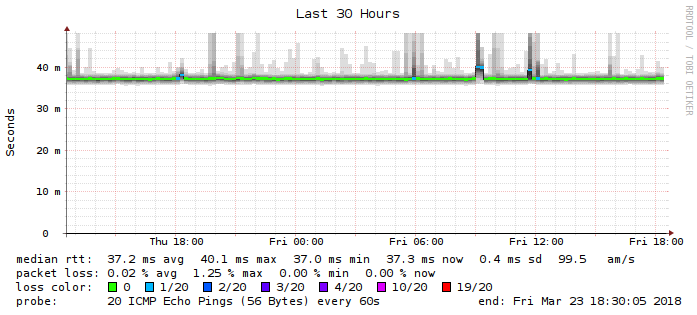 Last 30 Hours
RRDTOOL / TOBI OETIKER
Seconds
40 m
30 m
20 m
10 m
0
Thu 18:00 Fri 00:00 Fri 06:00 Fri 12:00 Fri 18:00
median rtt: 37.2 ms avg 40.1 ms max 37.0 ms min 37.3 ms now 0.4 ms sd 99.5 am/s
packet loss: 0.02 % avg 1.25 % max 0.00 % min 0.00 % now
loss color: 0 1/20 2/20 3/20 4/20 10/20 19/20
probe: 20 ICMP Echo Pings (56 Bytes) every 60s end: Fri Mar 23 18:30:05 2018